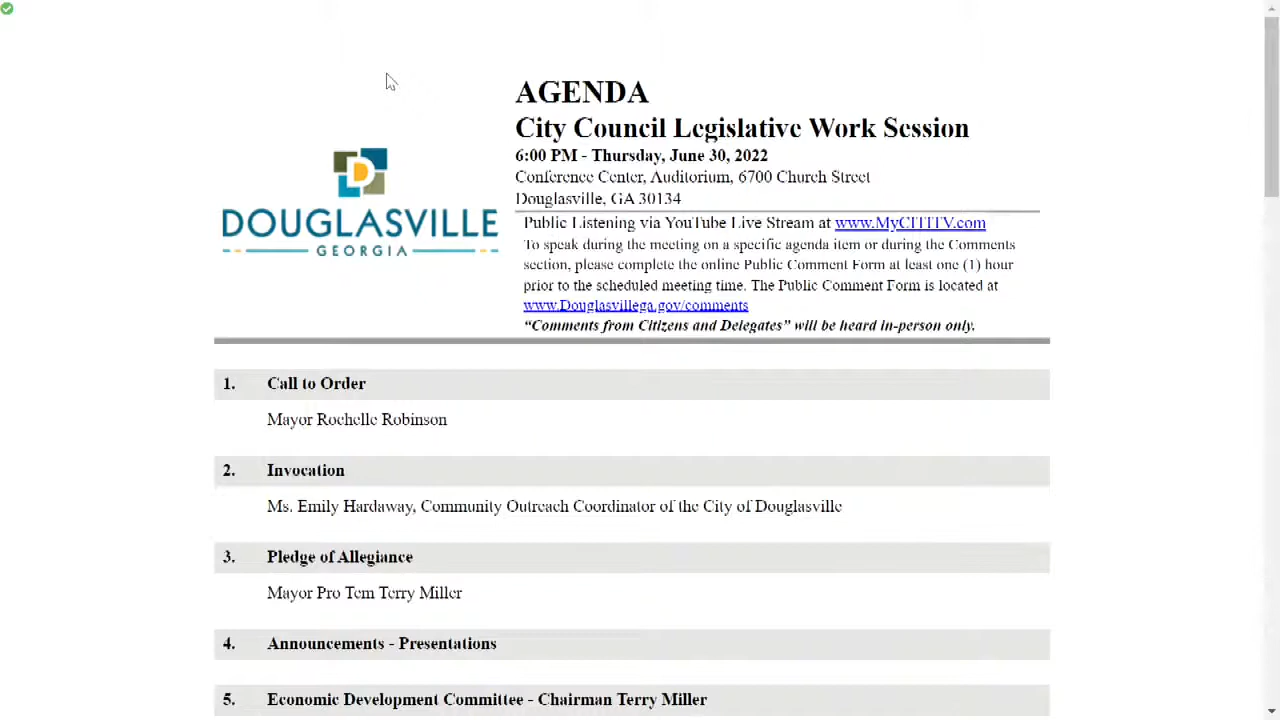 AGENDA
City Council Legislative Work Session
6:00 PM - Thursday, June 30, 2022
Conference Center, Auditorium, 6700 Church Street
Douglasville, GA 30134
DOUGLASVILLE
GEORGIA
Public Listening via YouTube Live Stream at www.MyCITITV.com
To speak during the meeting on a specific agenda item or during the Comments
section, please complete the online Public Comment Form at least one (1) hour
prior to the scheduled meeting time. The Public Comment Form is located at
www.Douglasvillega.gov/comments
“Comments from Citizens and Delegates” will be heard in-person only.
1. Call to Order
Mayor Rochelle Robinson
2. Invocation
Ms. Emily Hardaway, Community Outreach Coordinator of the City of Douglasville
3. Pledge of Allegiance
Mayor Pro Tem Terry Miller
4. Announcements - Presentations
5. Economic Development Committee - Chairman Terry Miller